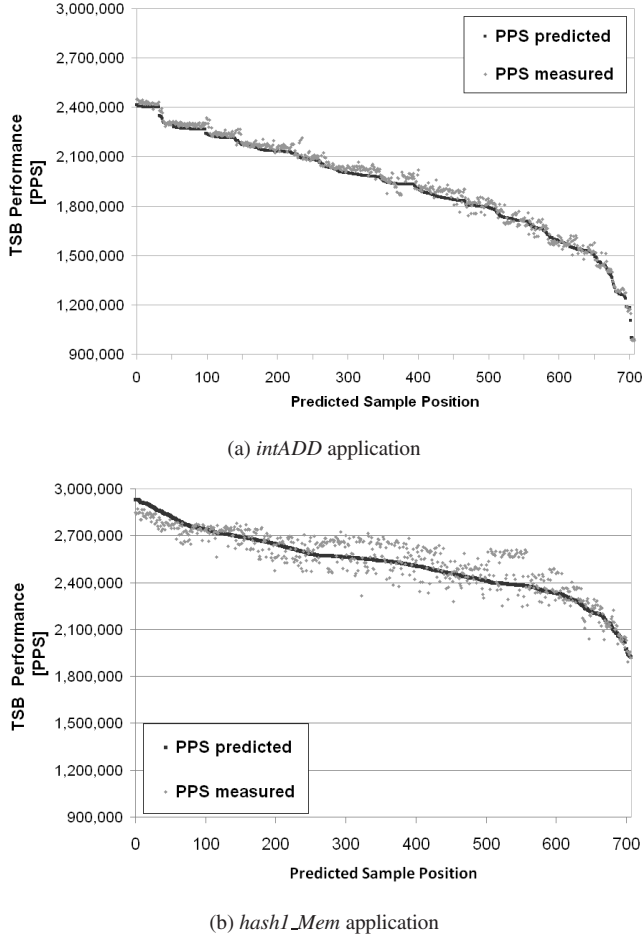 3,000,000
2,700,000
2,400,000
2,100,000
1,800,000
1,500,000
1,200,000
900,000
TSB Performance
[PPS]
PPS predicted
PPS measured
0 100 200 300 400 500 600 700
Predicted Sample Position
(a) intADD application
3,000,000
2,700,000
2,400,000
2,100,000
1,800,000
1,500,000
1,200,000
900,000
TSB Performance
[PPS]
PPS predicted
PPS measured
0 100 200 300 400 500 600 700
Predicted Sample Position
(b) hash1_Mem application